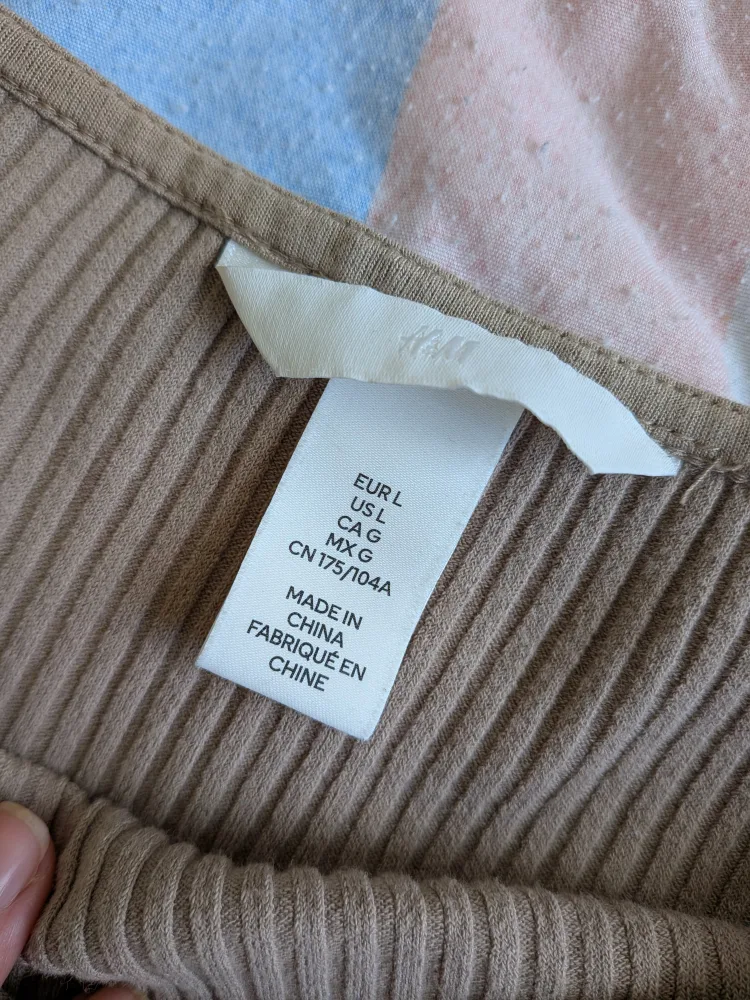 H&M
EUR L
US L
CA G
MX G
CN 175/104A
MADE IN
CHINA
FABRIQUÉ EN
CHINE